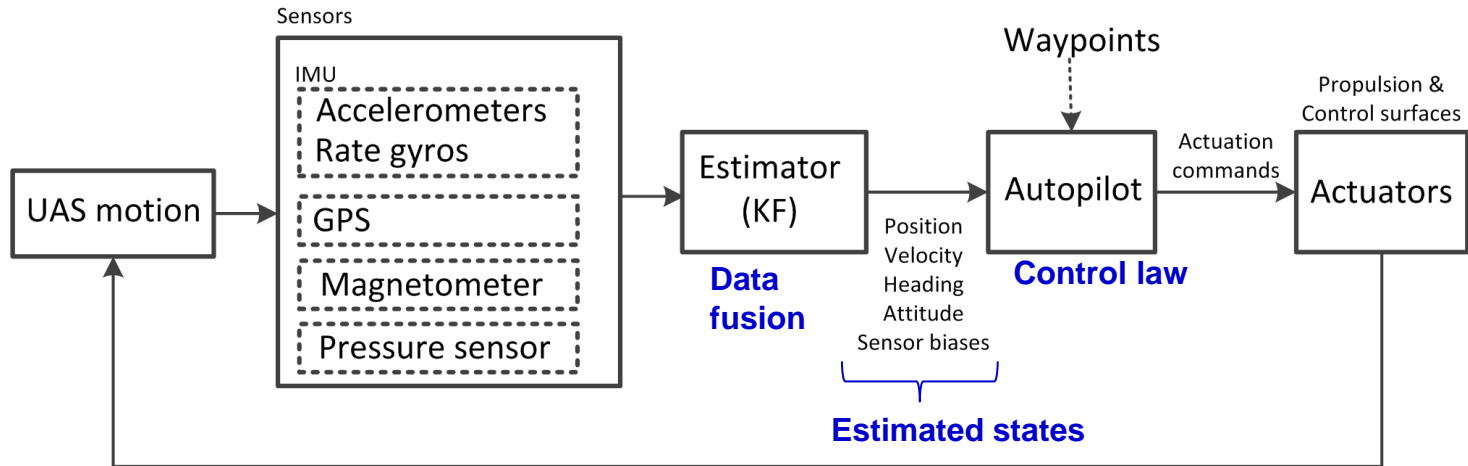 Sensors
IMU
Accelerometers
Rate gyros
GPS
Magnetometer
Pressure sensor
UAS motion
Estimator
(KF)
Data
fusion
Position
Velocity
Heading
Attitude
Sensor biases
Estimated states
Waypoints
Autopilot
Control law
Actuation
commands
Propulsion &
Control surfaces
Actuators